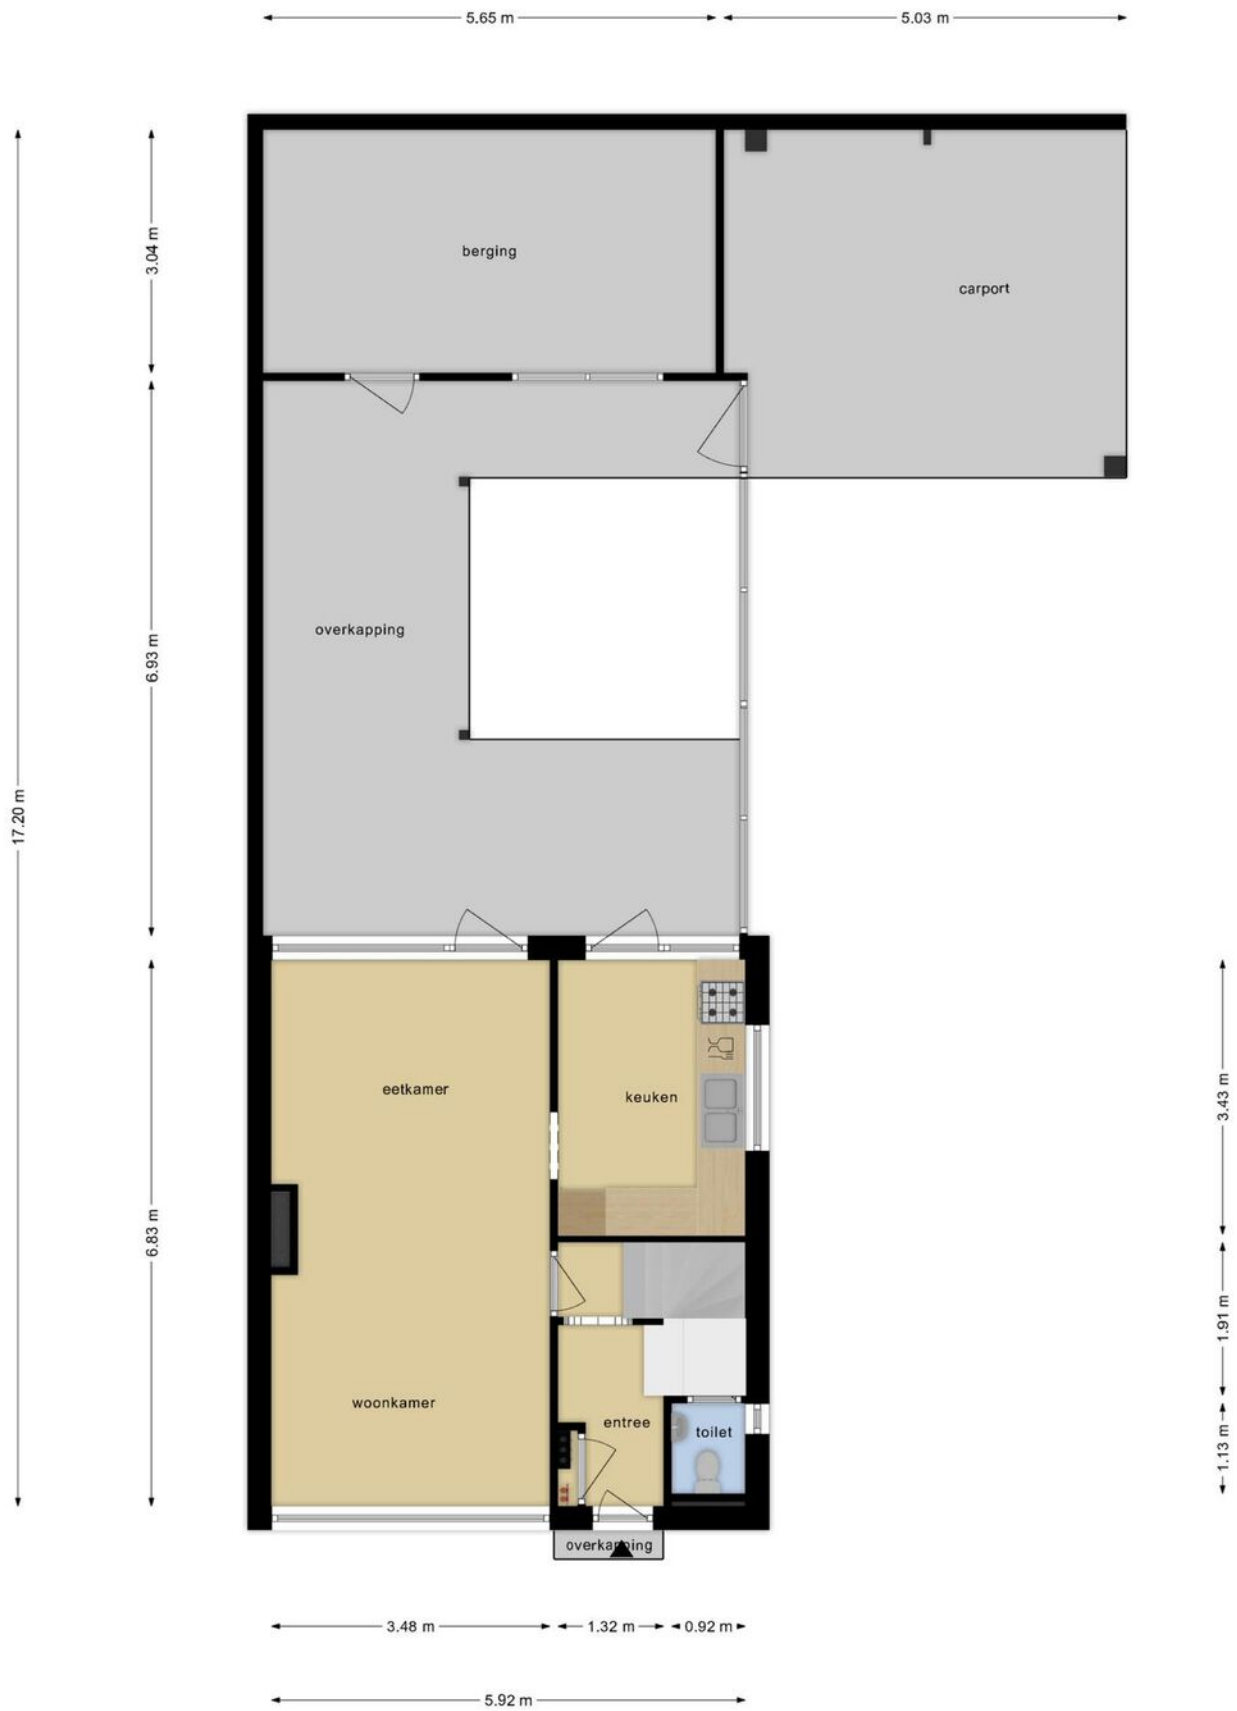 5.65 m
5.03 m
3.04 m
berging
carport
overkapping
6.93 m
17.20 m
eetkamer
keuken
3.43 m
6.83 m
1.91 m
woonkamer
entree
toilet
1.13 m
overkapping
3.48 m
1.32 m
0.92 m
5.92 m